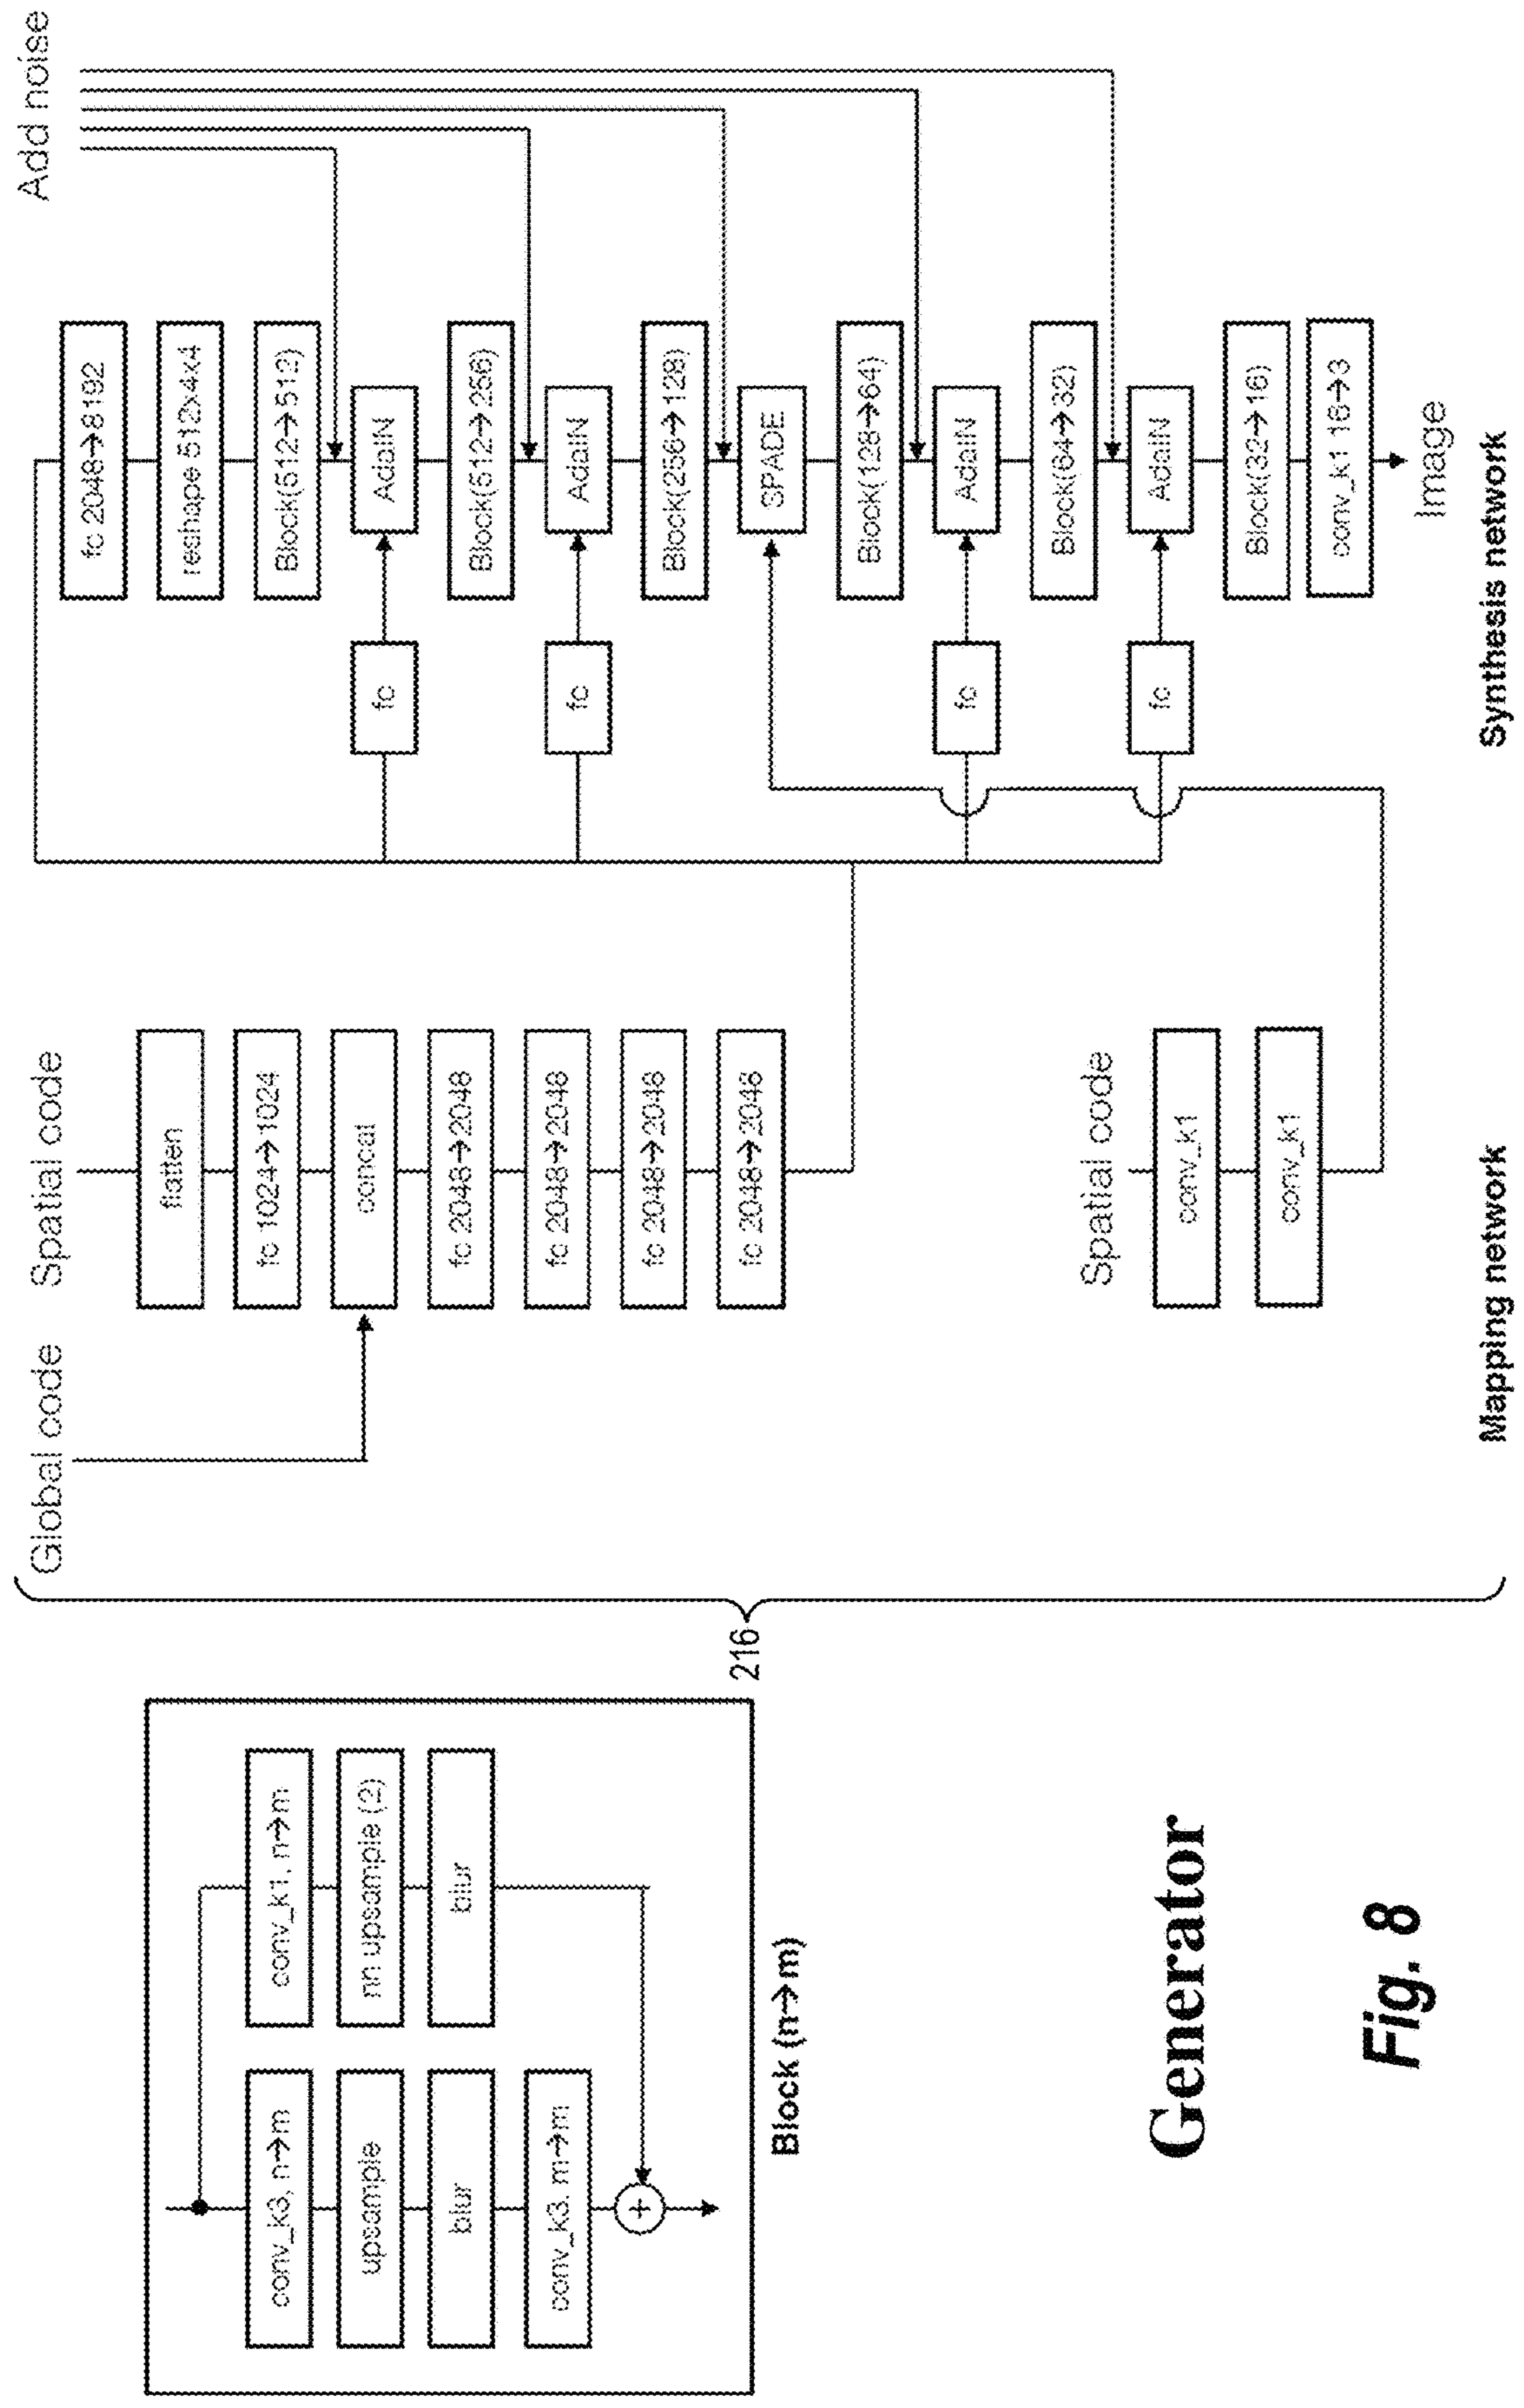 conv_k3, n→m
upsample
blur
conv_k3. m→m
+
conv_k1, n→m
nn upsample (2)
blur
Block (n→m)
216
Global code
Spatial code
flatten
fc 1024→1024
concat
fc 2048→2048
fc 2048→2048
fc 2048→2048
fc 2048→2048
Spatial code
conv_k1
conv_k1
Mapping network
Add noise
fc 2048→8192
reshape 512x4x4
Block(512→512)
fc
AdaIN
Block(512→256)
fc
AdaIN
Block(256→128)
SPADE
Block(128→64)
fc
AdaIN
Block(64→32)
fc
AdaIN
Block(32→16)
conv_k1 16→3
Image
Synthesis network
Generator
Fig. 8